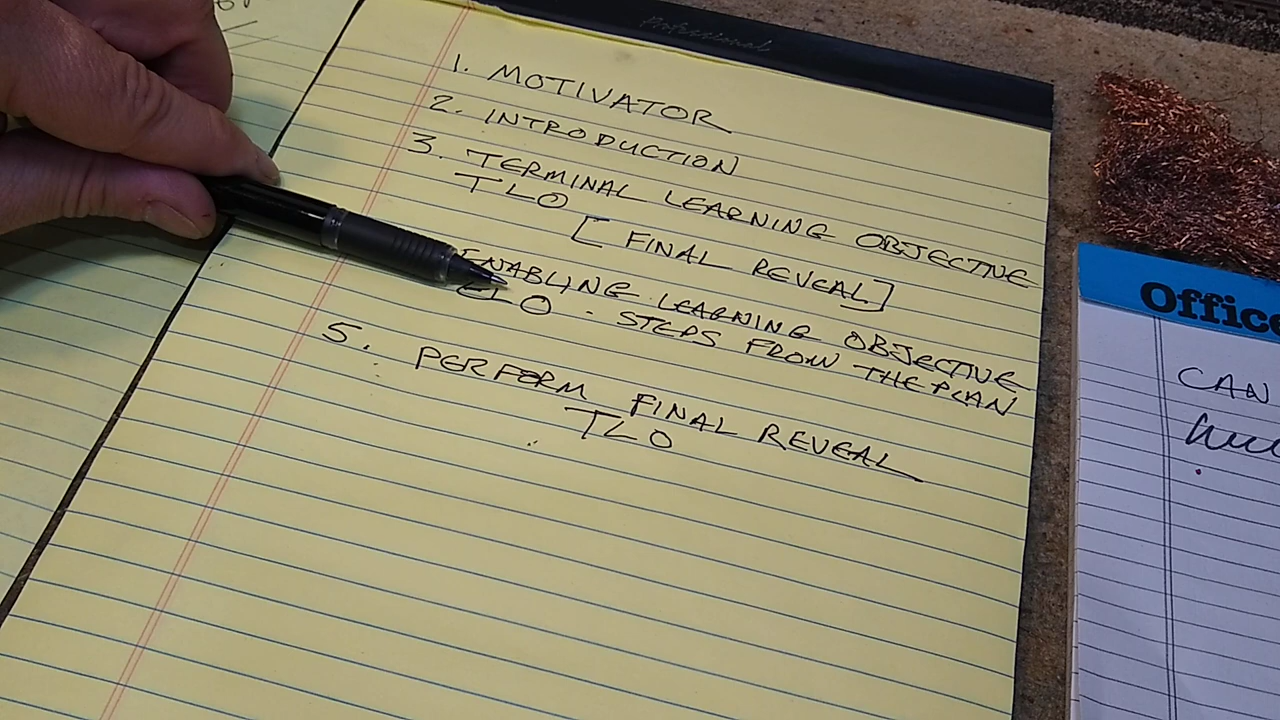 Professional
1. MOTIVATOR
2. INTRODUCTION
3. TERMINAL LEARNING OBJECTIVE
TLO
[FINAL REVEAL]
ENABLING LEARNING OBJECTIVE
ELO · STEPS FROM THE PLAN
5. PERFORM FINAL REVEAL
TLO
Office
CAN